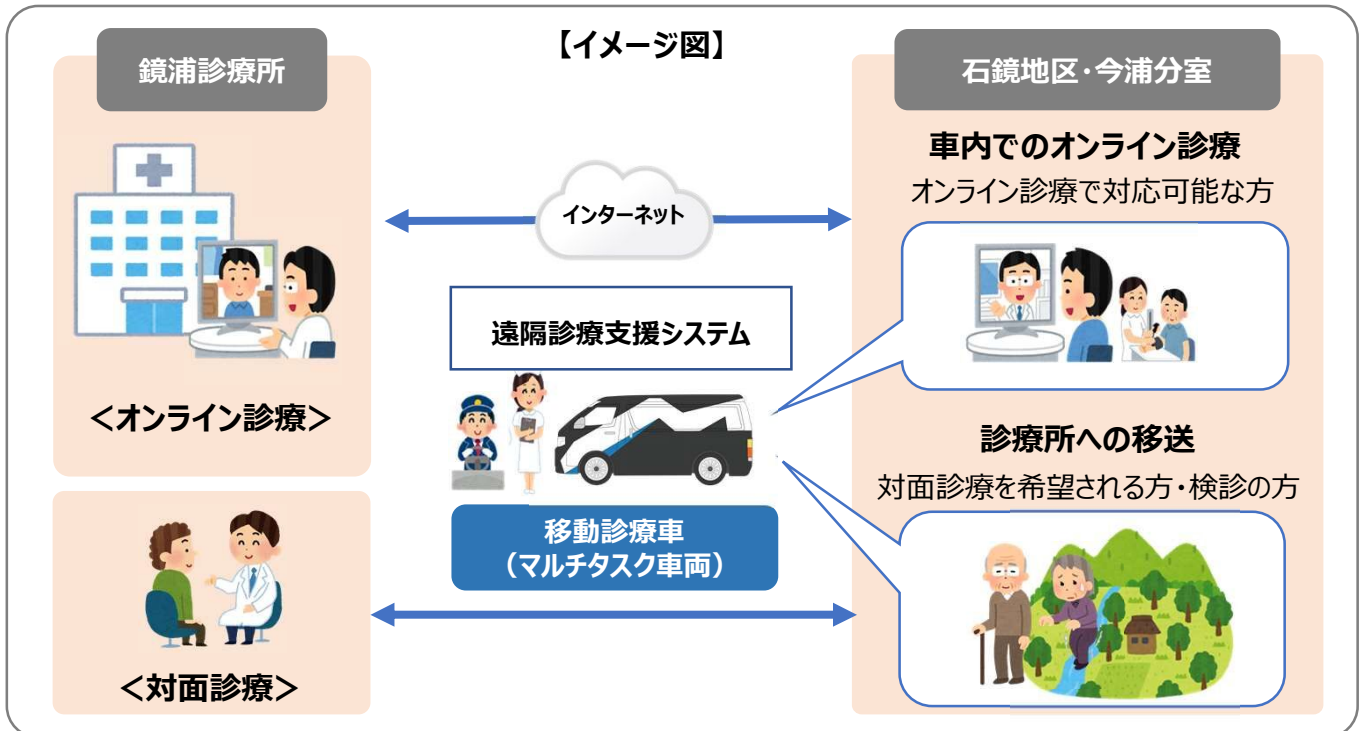 【イメージ図】
鏡浦診療所
<オンライン診療>
<対面診療>
インターネット
遠隔診療支援システム
移動診療車
（マルチタスク車両）
石鏡地区・今浦分室
車内でのオンライン診療
オンライン診療で対応可能な方
診療所への移送
対面診療を希望される方・検診の方